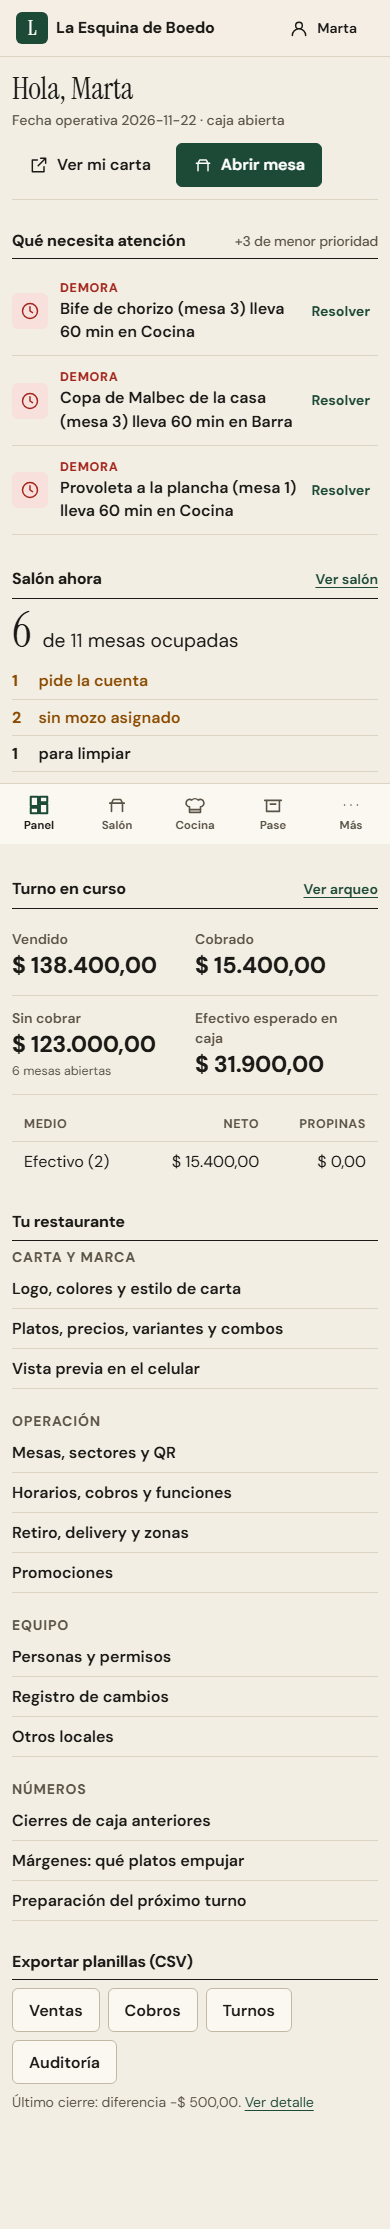 L La Esquina de Boedo
Marta
Hola, Marta
Fecha operativa 2026-11-22 · caja abierta
Ver mi carta
Abrir mesa
Qué necesita atención
+3 de menor prioridad
DEMORA
Bife de chorizo (mesa 3) lleva
60 min en Cocina
Resolver
DEMORA
Copa de Malbec de la casa
(mesa 3) lleva 60 min en Barra
Resolver
DEMORA
Provoleta a la plancha (mesa 1)
lleva 60 min en Cocina
Resolver
Salón ahora
Ver salón
6 de 11 mesas ocupadas
1 pide la cuenta
2 sin mozo asignado
1 para limpiar
Panel
Salón
Cocina
Pase
Más
Turno en curso
Ver arqueo
Vendido
$ 138.400,00
Cobrado
$ 15.400,00
Sin cobrar
$ 123.000,00
6 mesas abiertas
Efectivo esperado en
caja
$ 31.900,00
MEDIO NETO PROPINAS
Efectivo (2) $ 15.400,00 $ 0,00
Tu restaurante
CARTA Y MARCA
Logo, colores y estilo de carta
Platos, precios, variantes y combos
Vista previa en el celular
OPERACIÓN
Mesas, sectores y QR
Horarios, cobros y funciones
Retiro, delivery y zonas
Promociones
EQUIPO
Personas y permisos
Registro de cambios
Otros locales
NÚMEROS
Cierres de caja anteriores
Márgenes: qué platos empujar
Preparación del próximo turno
Exportar planillas (CSV)
Ventas
Cobros
Turnos
Auditoría
Último cierre: diferencia -$ 500,00. Ver detalle